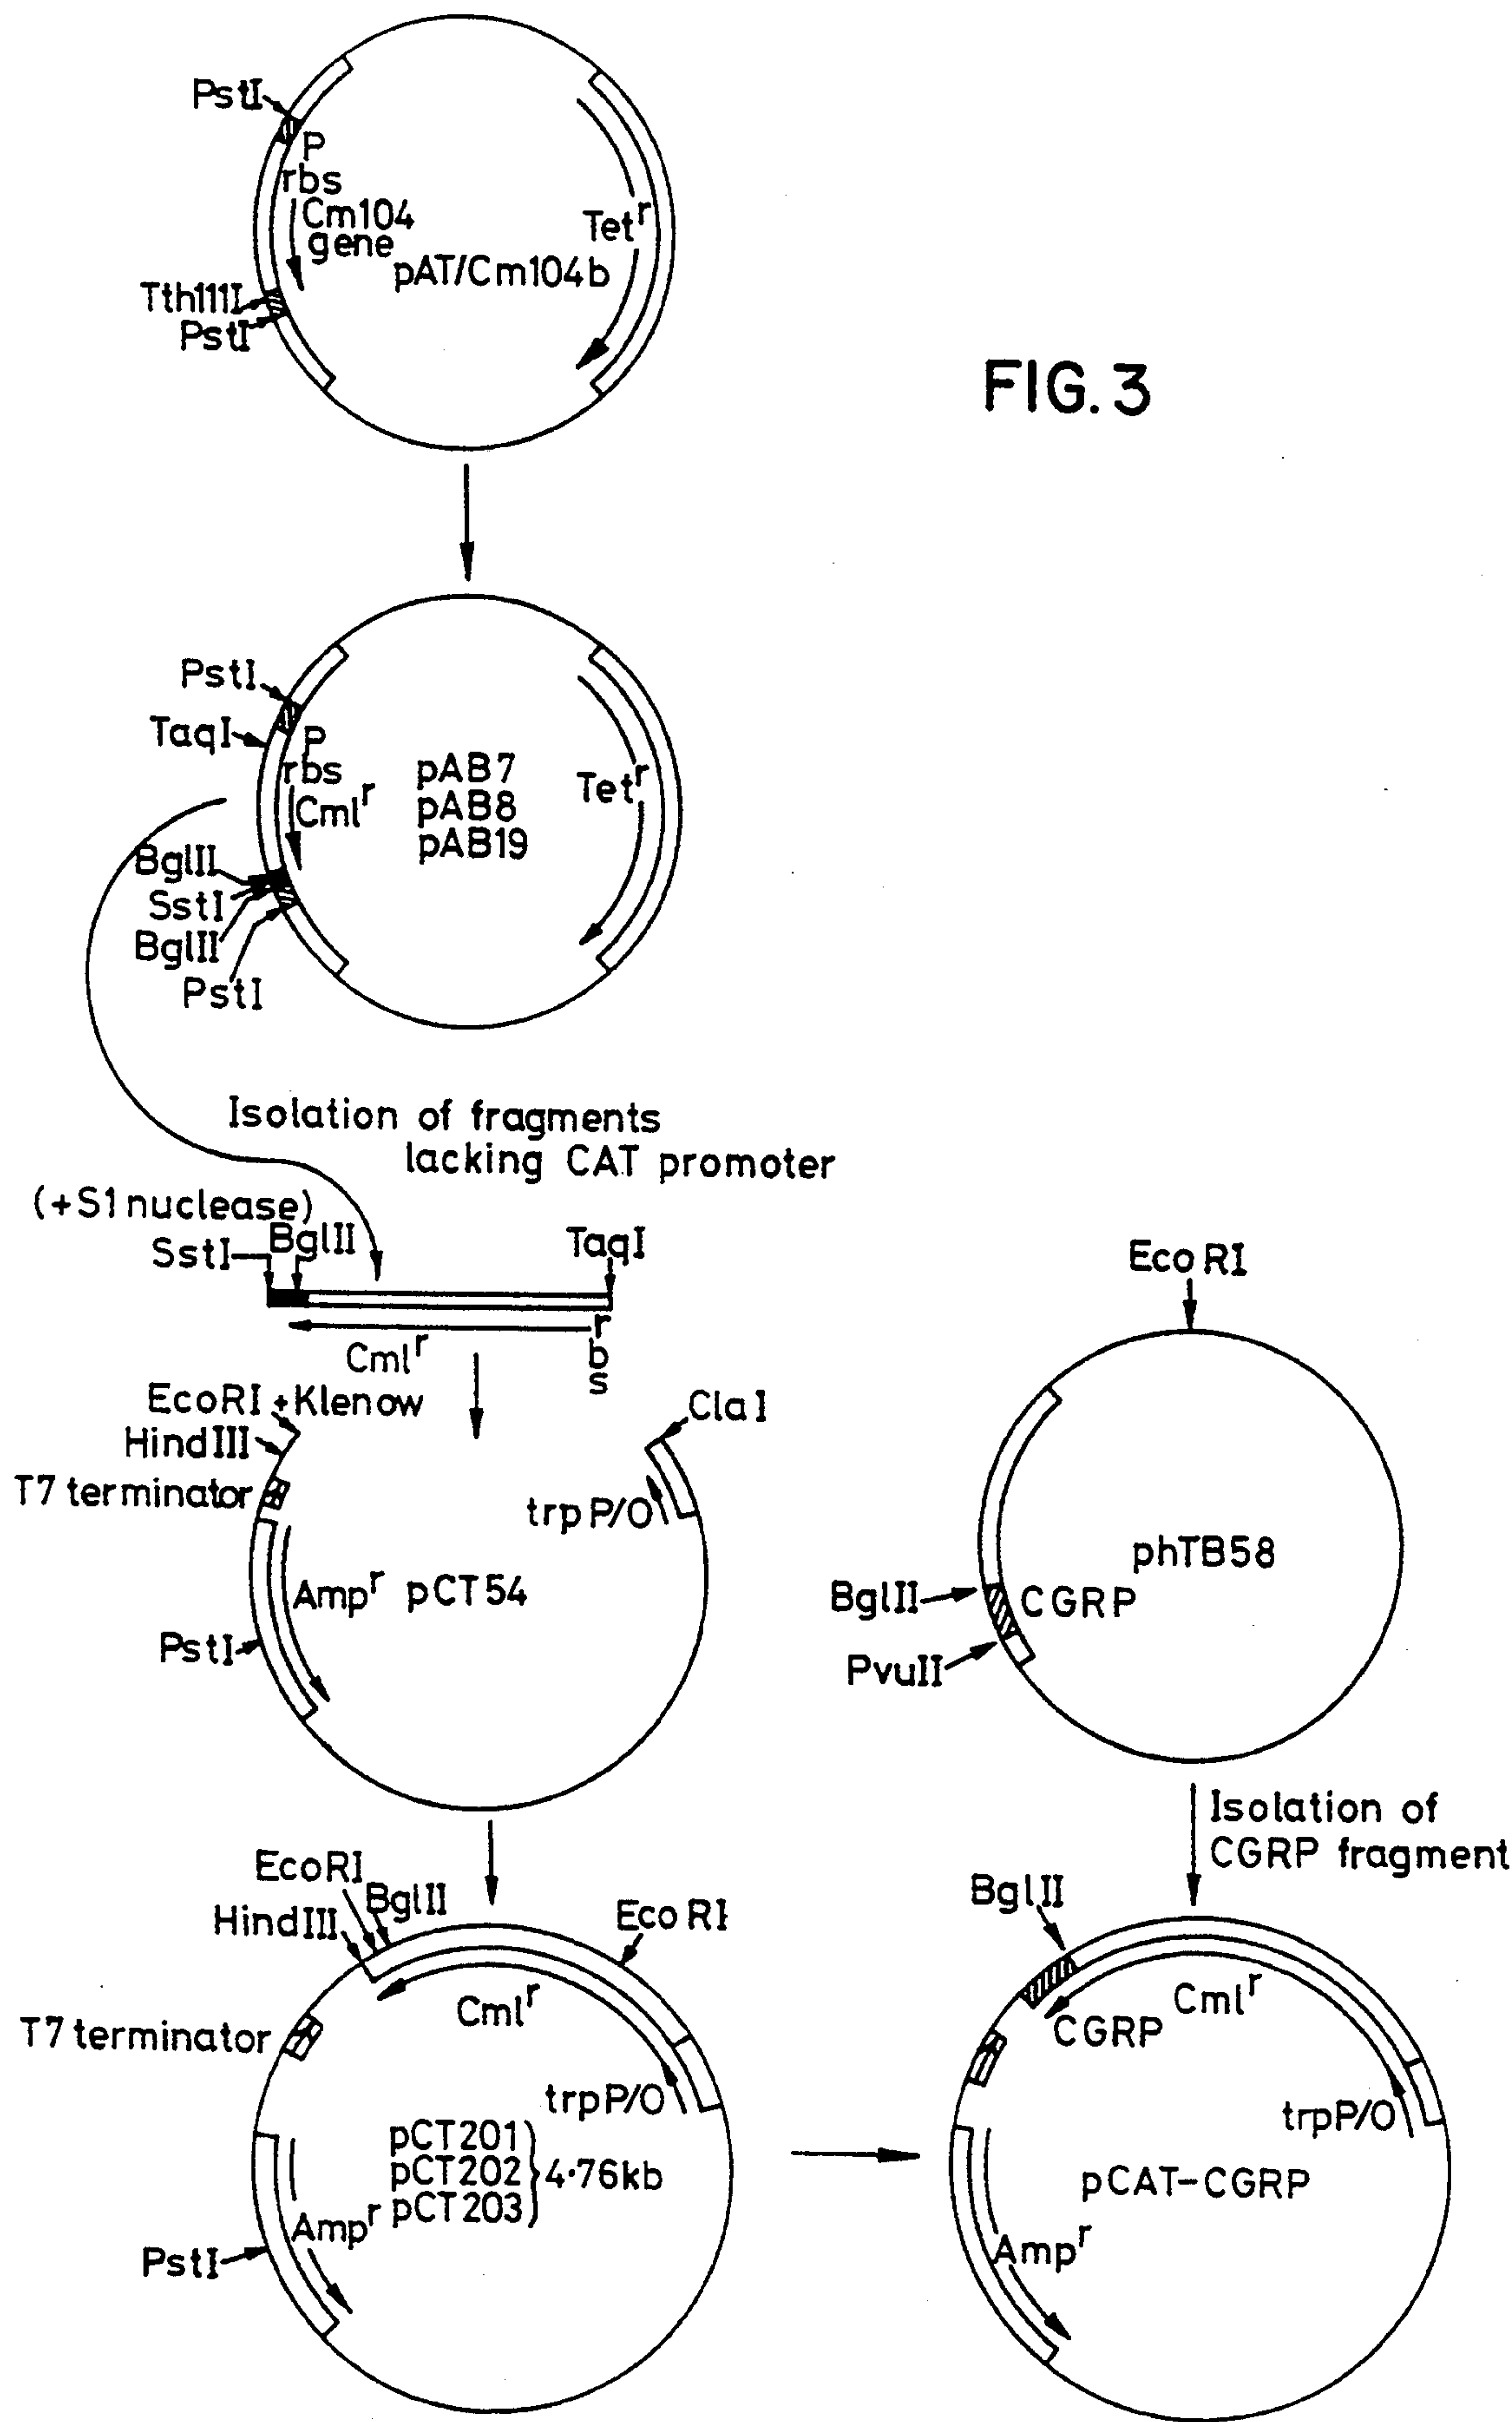 PstI
P
rbs
Cm104
gene
pAT/Cm104b
Tet^r
Tth111I
PstI
FIG. 3
PstI
TaqI
P
rbs
Cml^r
pAB7
pAB8
pAB19
Tet^r
BglII
SstI
BglII
PstI
Isolation of fragments
lacking CAT promoter
(+S1 nuclease)
SstI
BglII
TaqI
Cml^r
rbs
EcoRI + Klenow
HindIII
T7 terminator
ClaI
trpP/O
Amp^r
pCT54
PstI
EcoRI
phTB58
BglII
CGRP
PvuII
Isolation of
CGRP fragment
EcoRI
BglII
HindIII
EcoRI
Cml^r
T7 terminator
trpP/O
pCT201
pCT202
pCT203
4·76kb
Amp^r
PstI
BglII
Cml^r
CGRP
trpP/O
pCAT-CGRP
Amp^r